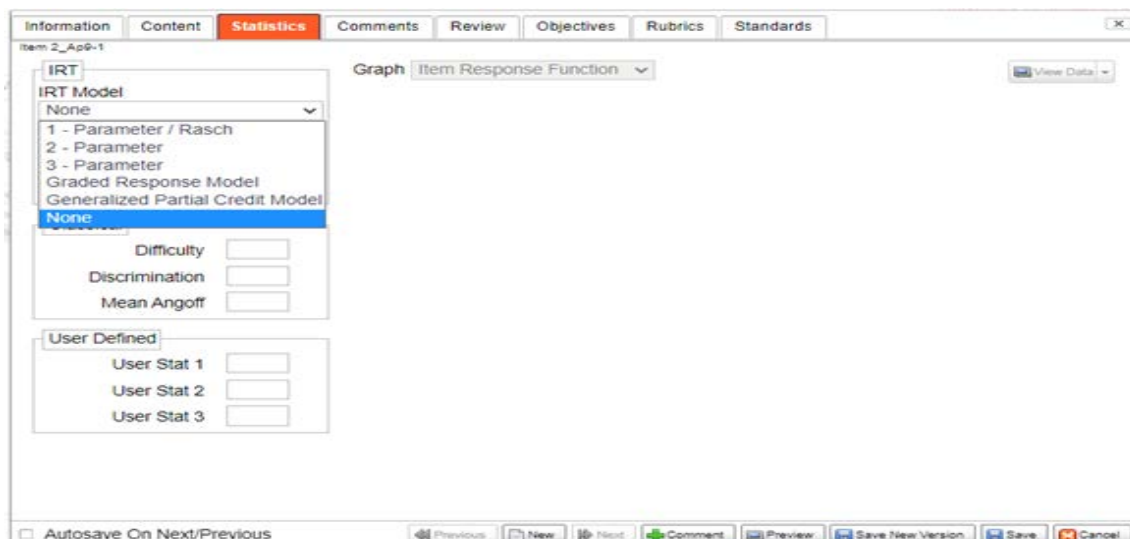 Information Content Statistics Comments Review Objectives Rubrics Standards
Item 2_Ap9-1
IRT
Graph Item Response Function
View Data
IRT Model
None
1 - Parameter / Rasch
2 - Parameter
3 - Parameter
Graded Response Model
Generalized Partial Credit Model
None
Difficulty
Discrimination
Mean Angoff
User Defined
User Stat 1
User Stat 2
User Stat 3
Autosave On Next/Previous Previous New Next Comment Preview Save New Version Save Cancel